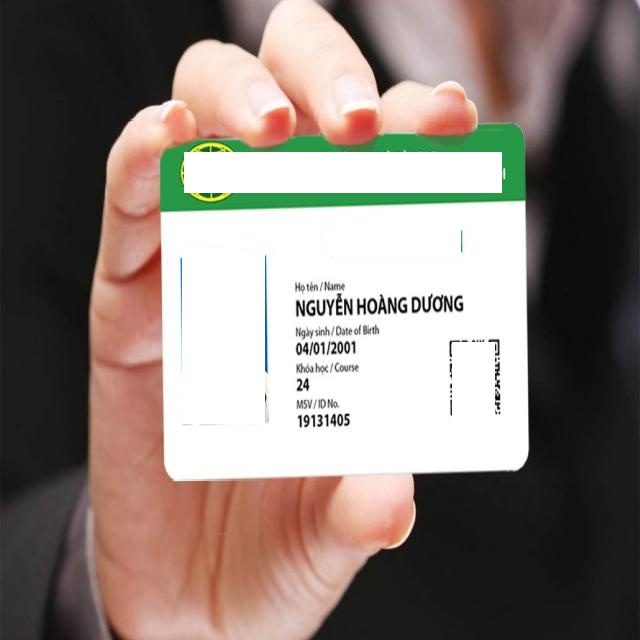 Họ tên / Name
NGUYỄN HOÀNG DƯƠNG
Ngày sinh / Date of Birth
04/01/2001
Khóa học / Course
24
MSV / ID No.
19131405